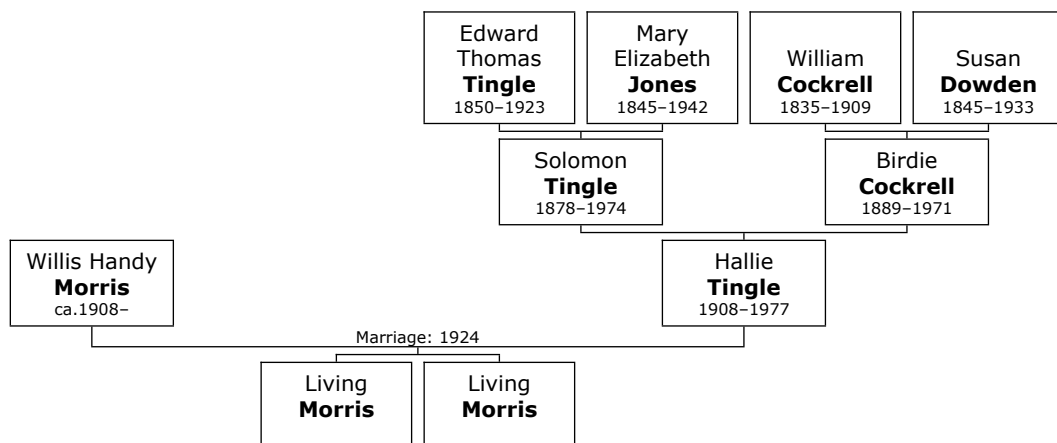 Edward
Thomas
Tingle
1850–1923
Mary
Elizabeth
Jones
1845–1942
William
Cockrell
1835–1909
Susan
Dowden
1845–1933
Solomon
Tingle
1878–1974
Birdie
Cockrell
1889–1971
Willis Handy
Morris
ca.1908–
Hallie
Tingle
1908–1977
Marriage: 1924
Living
Morris
Living
Morris